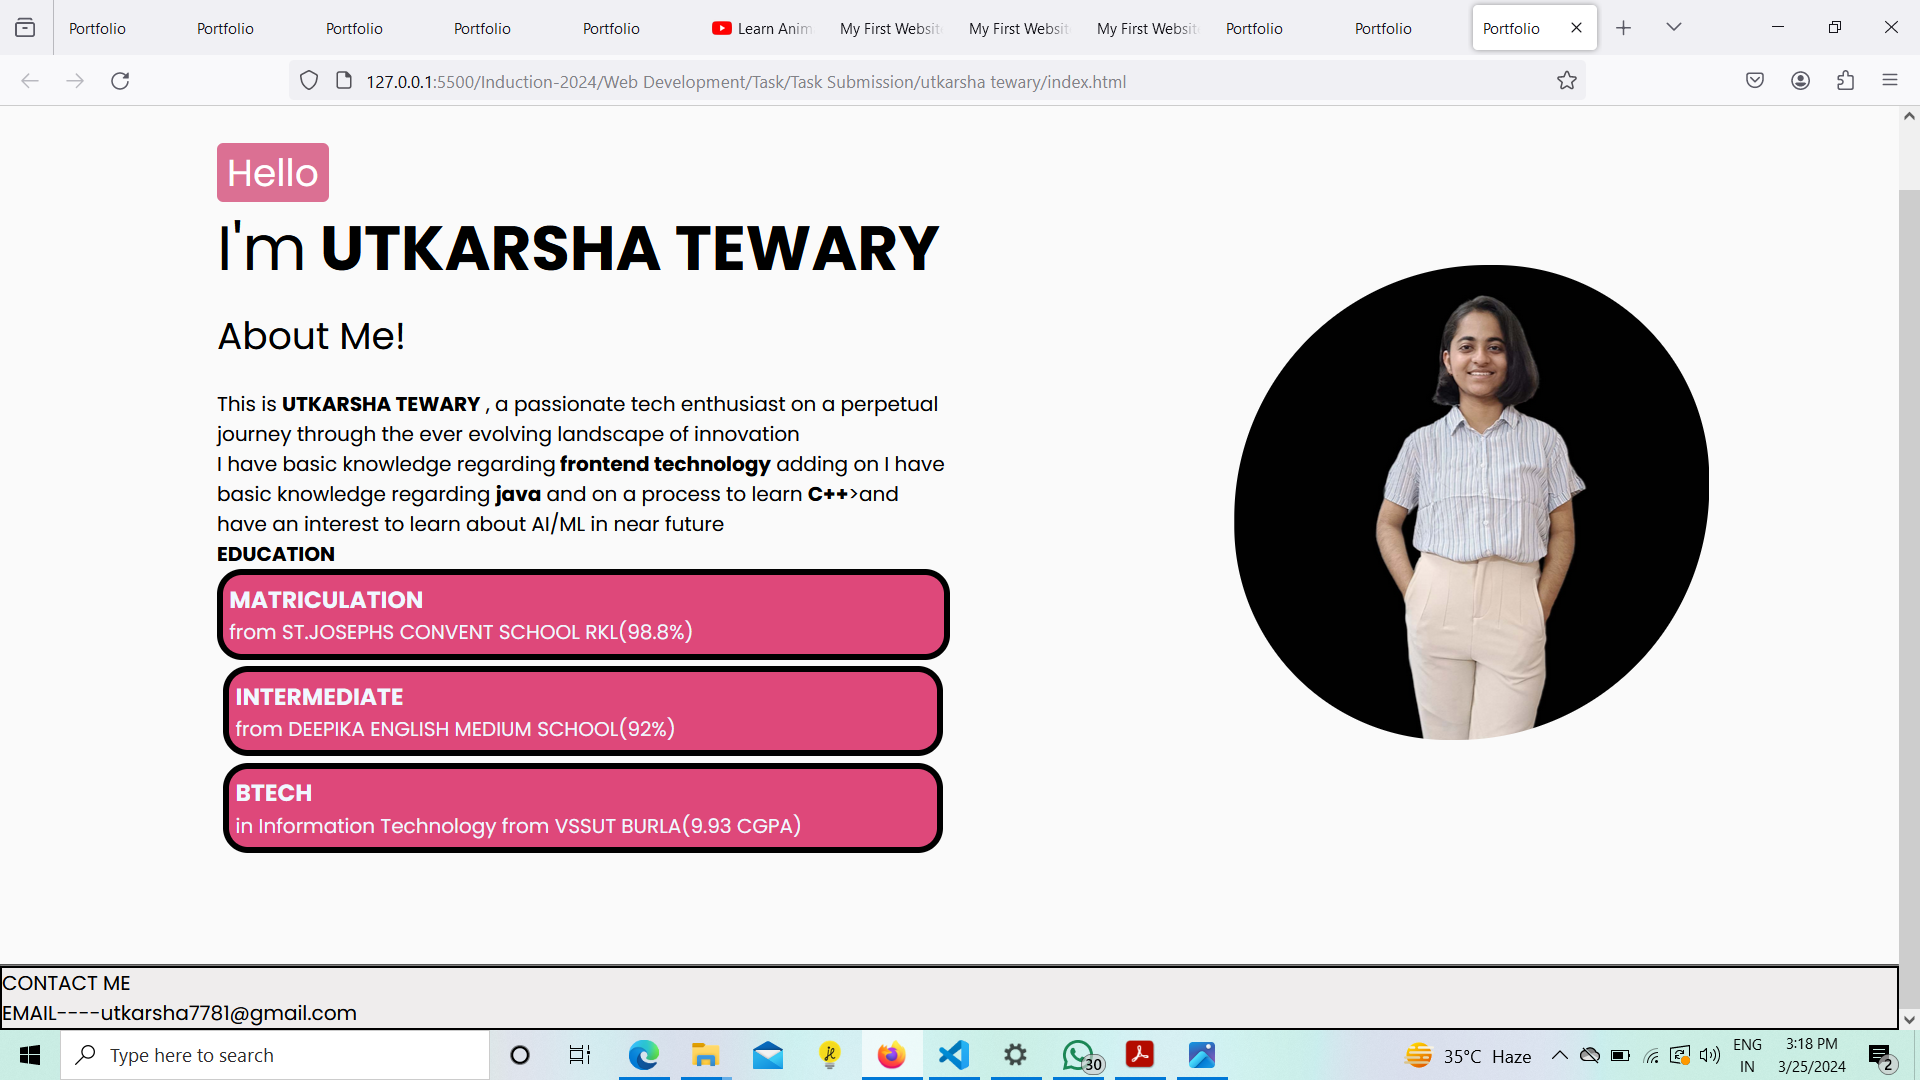 Portfolio Portfolio Portfolio Portfolio Portfolio Learn Anim My First Websit My First Websit My First Websit Portfolio Portfolio Portfolio
127.0.0.1:5500/Induction-2024/Web Development/Task/Task Submission/utkarsha tewary/index.html
Hello
I'm UTKARSHA TEWARY
About Me!
This is UTKARSHA TEWARY , a passionate tech enthusiast on a perpetual
journey through the ever evolving landscape of innovation
I have basic knowledge regarding frontend technology adding on I have
basic knowledge regarding java and on a process to learn C++>and
have an interest to learn about AI/ML in near future
EDUCATION
MATRICULATION
from ST.JOSEPHS CONVENT SCHOOL RKL(98.8%)
INTERMEDIATE
from DEEPIKA ENGLISH MEDIUM SCHOOL(92%)
BTECH
in Information Technology from VSSUT BURLA(9.93 CGPA)
CONTACT ME
EMAIL----utkarsha7781@gmail.com
Type here to search
30
35°C Haze
ENG
IN
3:18 PM
3/25/2024
2